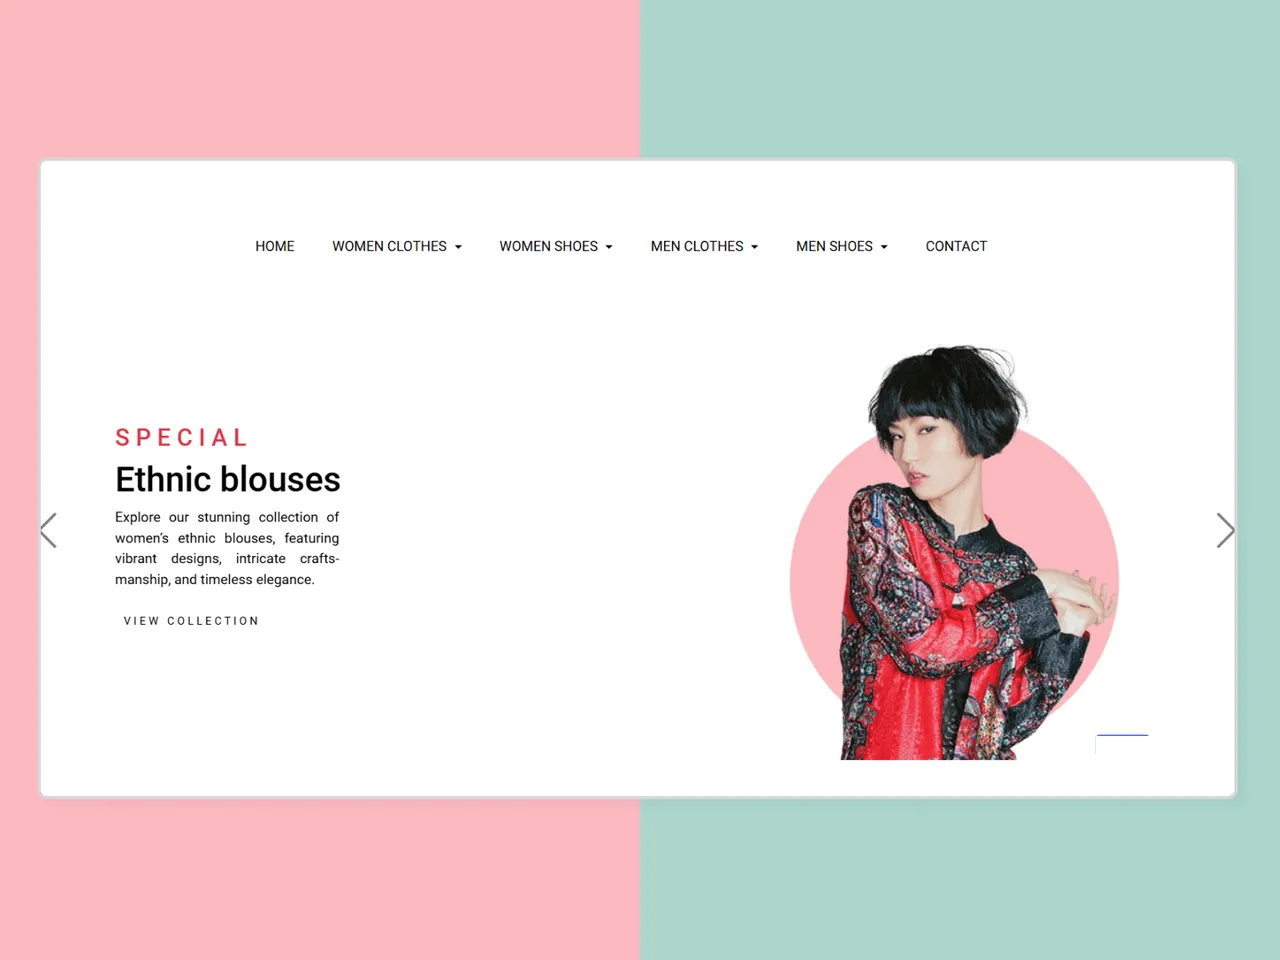 HOME WOMEN CLOTHES WOMEN SHOES MEN CLOTHES MEN SHOES CONTACT
SPECIAL
Ethnic blouses
Explore our stunning collection of
women's ethnic blouses, featuring
vibrant designs, intricate crafts-
manship, and timeless elegance.
VIEW COLLECTION